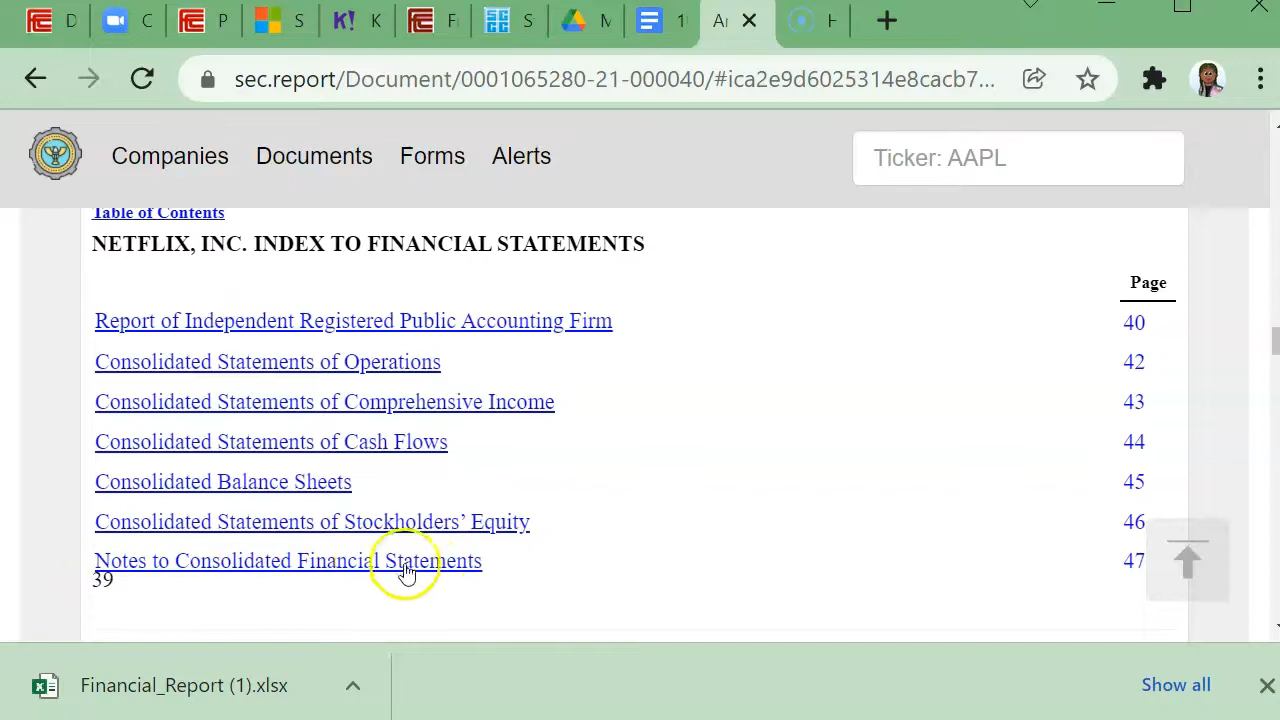 D
C
P
S
K!
K
Fi
S
M
1
Ar
F
sec.report/Document/0001065280-21-000040/#ica2e9d6025314e8cacb7...
Companies
Documents
Forms
Alerts
Ticker: AAPL
Table of Contents
NETFLIX, INC. INDEX TO FINANCIAL STATEMENTS
Page
Report of Independent Registered Public Accounting Firm 40
Consolidated Statements of Operations 42
Consolidated Statements of Comprehensive Income 43
Consolidated Statements of Cash Flows 44
Consolidated Balance Sheets 45
Consolidated Statements of Stockholders' Equity 46
Notes to Consolidated Financial Statements 47
39
Financial_Report (1).xlsx
Show all